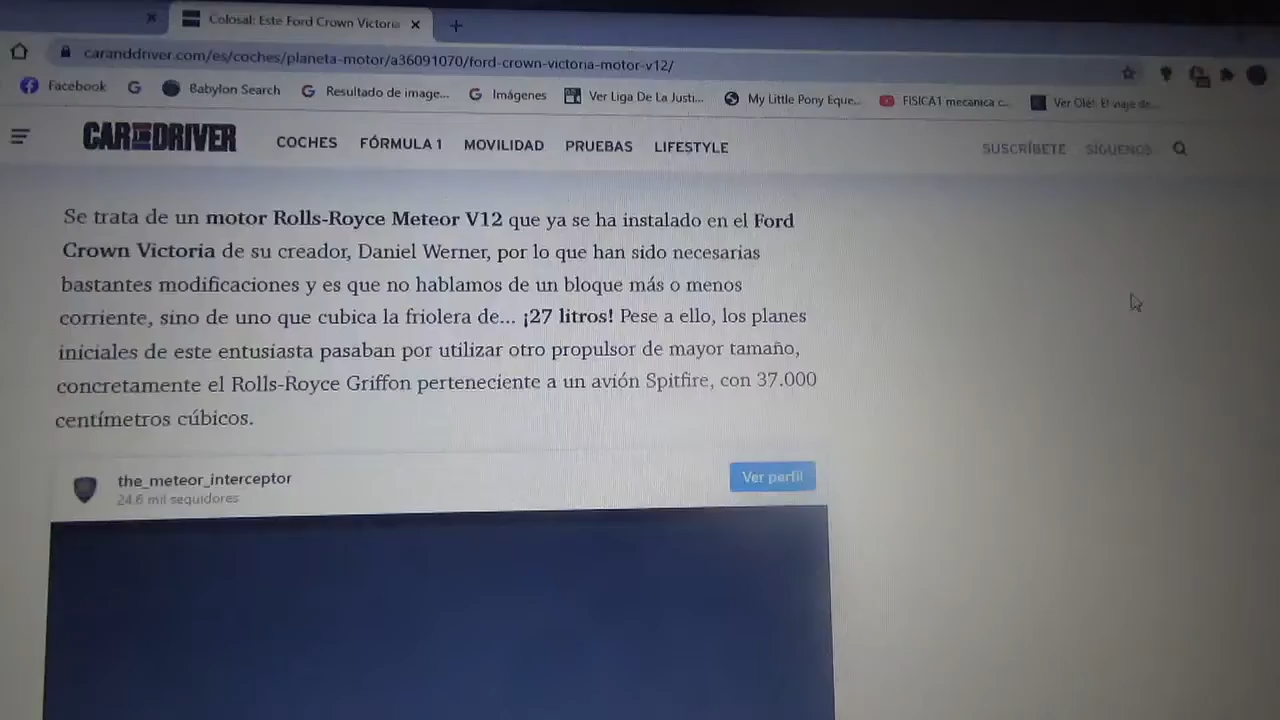 Colosal: Este Ford Crown Victoria
caranddriver.com/es/coches/planeta-motor/a36091070/ford-crown-victoria-motor-v12/
Facebook Babylon Search Resultado de image... Imágenes Ver Liga De La Justi... My Little Pony Eque... FISICA1 mecanica c... Ver Olé! El viaje de...
CAR AND DRIVER COCHES FÓRMULA 1 MOVILIDAD PRUEBAS LIFESTYLE SUSCRÍBETE SÍGUENOS
Se trata de un motor Rolls-Royce Meteor V12 que ya se ha instalado en el Ford
Crown Victoria de su creador, Daniel Werner, por lo que han sido necesarias
bastantes modificaciones y es que no hablamos de un bloque más o menos
corriente, sino de uno que cubica la friolera de... ¡27 litros! Pese a ello, los planes
iniciales de este entusiasta pasaban por utilizar otro propulsor de mayor tamaño,
concretamente el Rolls-Royce Griffon perteneciente a un avión Spitfire, con 37.000
centímetros cúbicos.
the_meteor_interceptor Ver perfil
24.6 mil seguidores